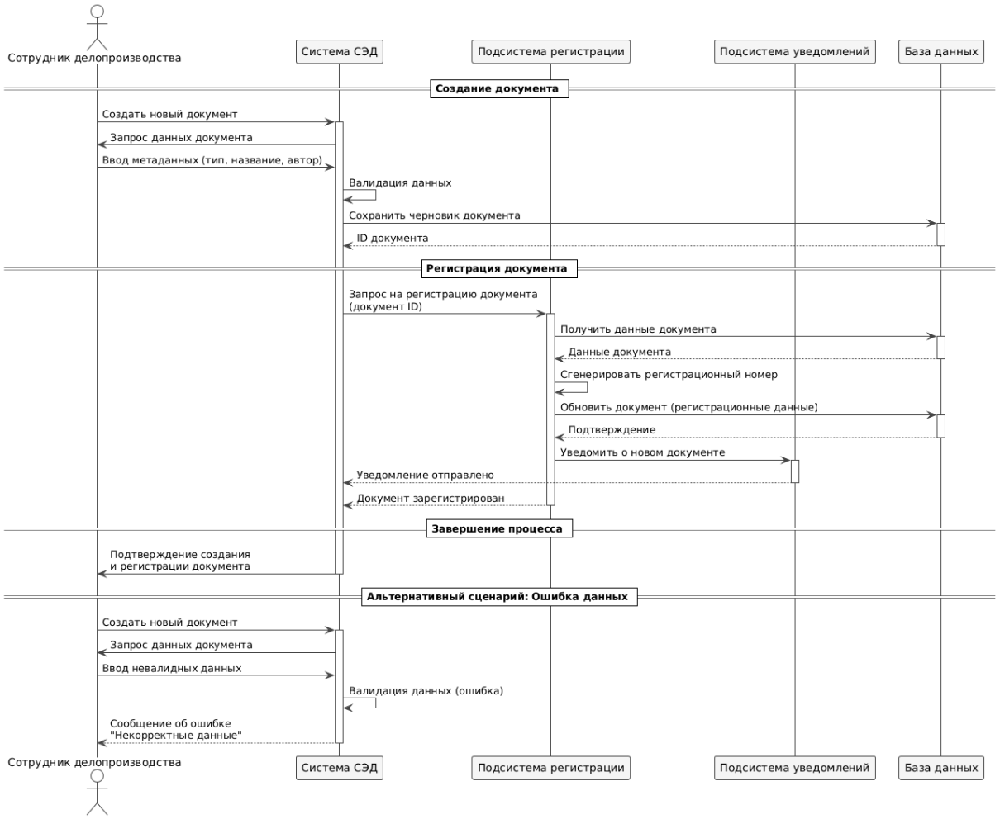 Сотрудник делопроизводства
Система СЭД
Подсистема регистрации
Подсистема уведомлений
База данных
Создание документа
Создать новый документ
Запрос данных документа
Ввод метаданных (тип, название, автор)
Валидация данных
Сохранить черновик документа
ID документа
Регистрация документа
Запрос на регистрацию документа
(документ ID)
Получить данные документа
Данные документа
Сгенерировать регистрационный номер
Обновить документ (регистрационные данные)
Подтверждение
Уведомить о новом документе
Уведомление отправлено
Документ зарегистрирован
Завершение процесса
Подтверждение создания
и регистрации документа
Альтернативный сценарий: Ошибка данных
Создать новый документ
Запрос данных документа
Ввод невалидных данных
Валидация данных (ошибка)
Сообщение об ошибке
"Некорректные данные"
Сотрудник делопроизводства
Система СЭД
Подсистема регистрации
Подсистема уведомлений
База данных